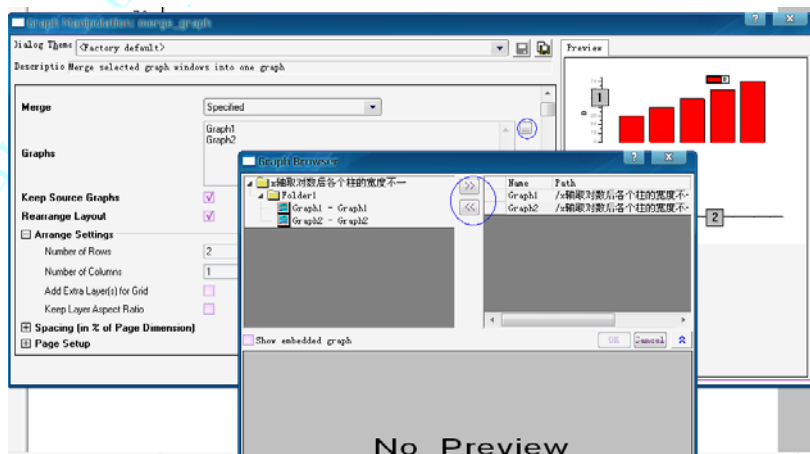 Graph Manipulation: merge_graph
Dialog Theme <Factory default>
Descriptio Merge selected graph windows into one graph
Preview
Merge Specified
Graphs
Graph1
Graph2
1
2
Keep Source Graphs
Rearrange Layout
Arrange Settings
Number of Rows 2
Number of Columns 1
Add Extra Layer(s) for Grid
Keep Layer Aspect Ratio
Spacing (in % of Page Dimension)
Page Setup
Graph Browser
x轴取对数后各个柱的宽度不一
Folder1
Graph1 - Graph1
Graph2 - Graph2
>>
<<
Name Path
Graph1 /x轴取对数后各个柱的宽度不
Graph2 /x轴取对数后各个柱的宽度不
Show embedded graph
OK Cancel
No Preview